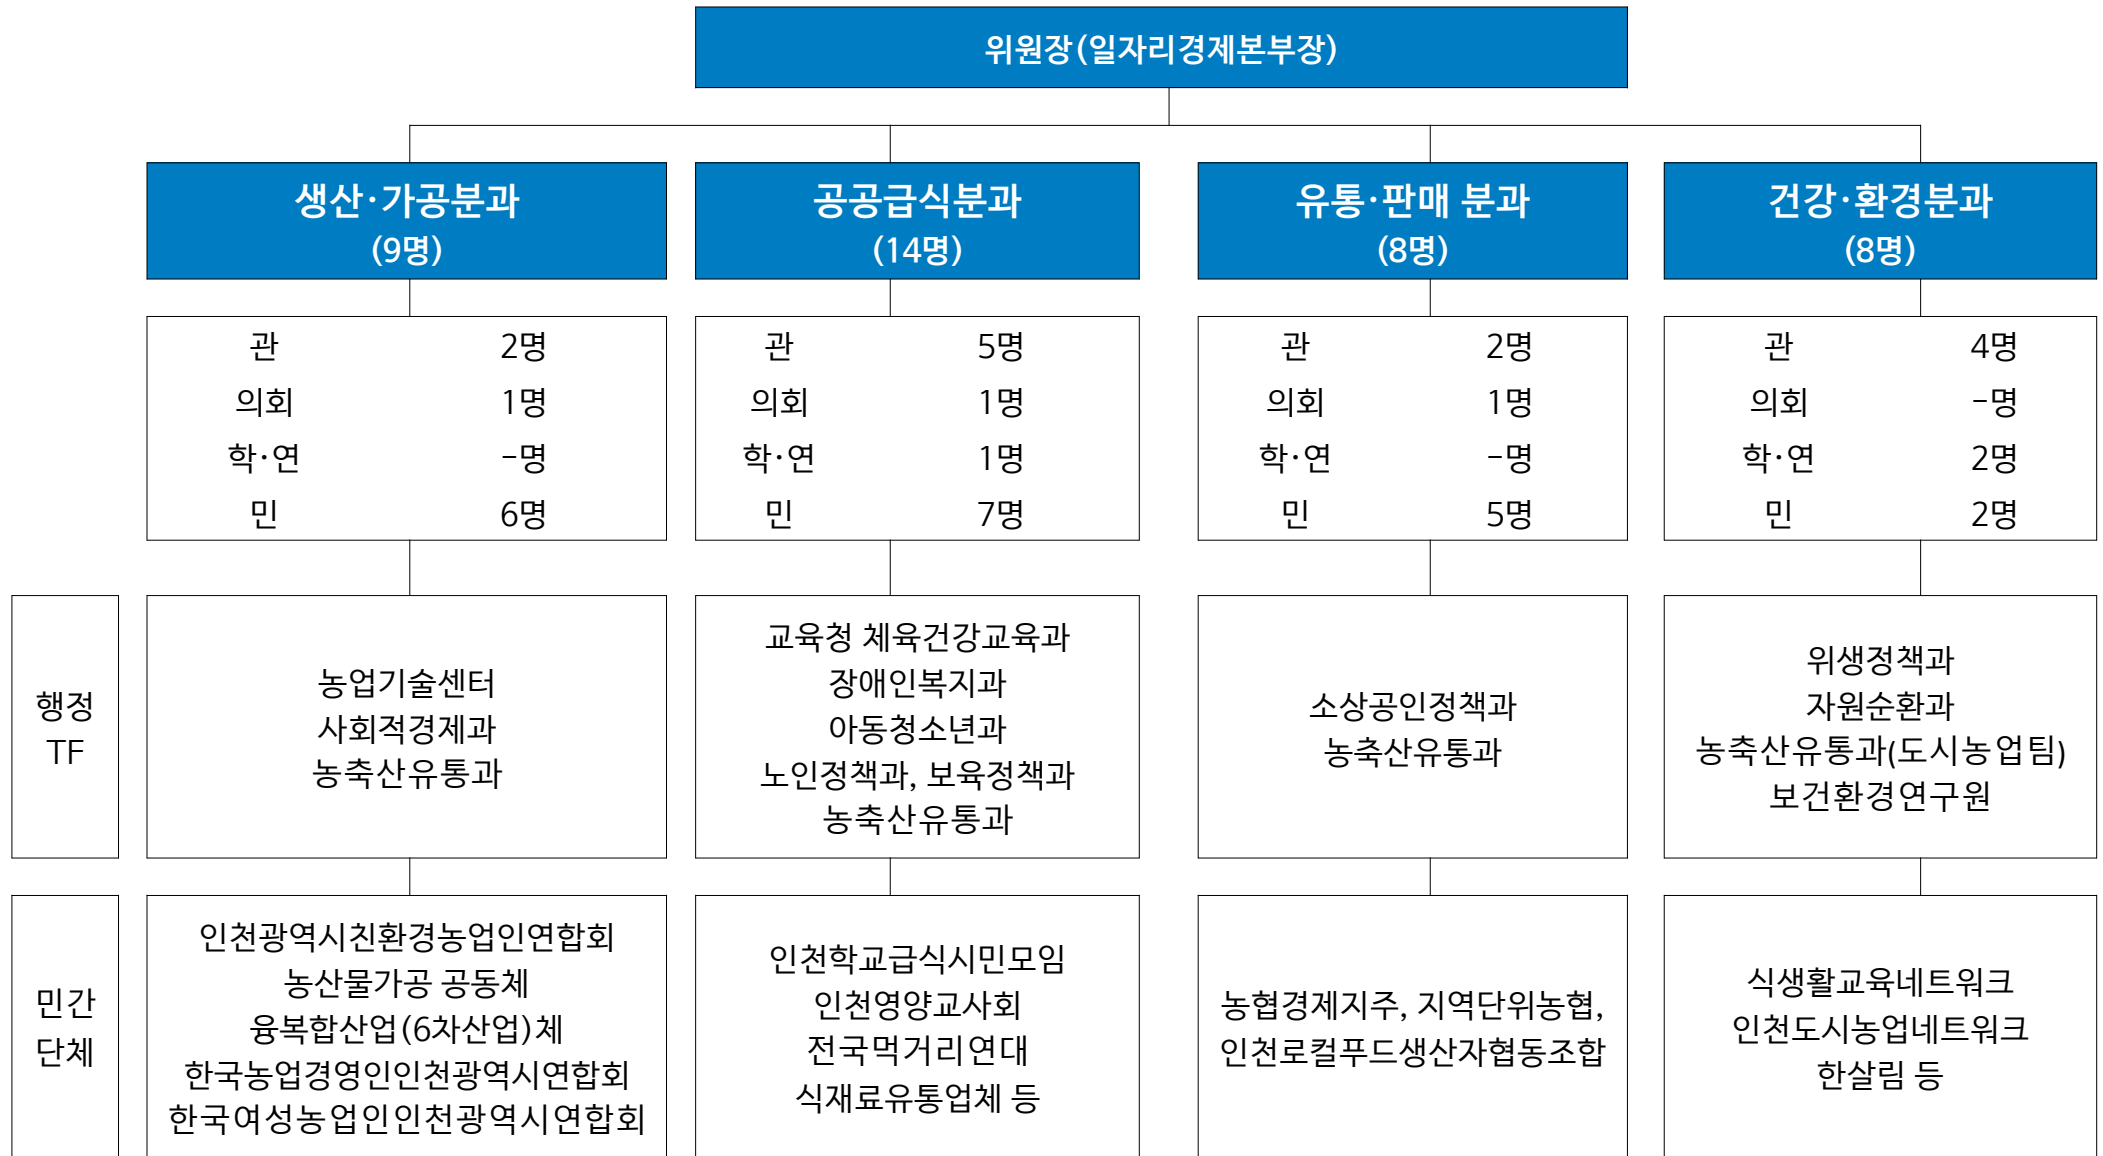 위원장(일자리경제본부장)
생산·가공분과
(9명)
공공급식분과
(14명)
유통·판매 분과
(8명)
건강·환경분과
(8명)
관 2명
의회 1명
학·연 -명
민 6명
관 5명
의회 1명
학·연 1명
민 7명
관 2명
의회 1명
학·연 -명
민 5명
관 4명
의회 -명
학·연 2명
민 2명
행정
TF
농업기술센터
사회적경제과
농축산유통과
교육청 체육건강교육과
장애인복지과
아동청소년과
노인정책과, 보육정책과
농축산유통과
소상공인정책과
농축산유통과
위생정책과
자원순환과
농축산유통과(도시농업팀)
보건환경연구원
민간
단체
인천광역시친환경농업인연합회
농산물가공 공동체
융복합산업(6차산업)체
한국농업경영인인천광역시연합회
한국여성농업인인천광역시연합회
인천학교급식시민모임
인천영양교사회
전국먹거리연대
식재료유통업체 등
농협경제지주, 지역단위농협,
인천로컬푸드생산자협동조합
식생활교육네트워크
인천도시농업네트워크
한살림 등